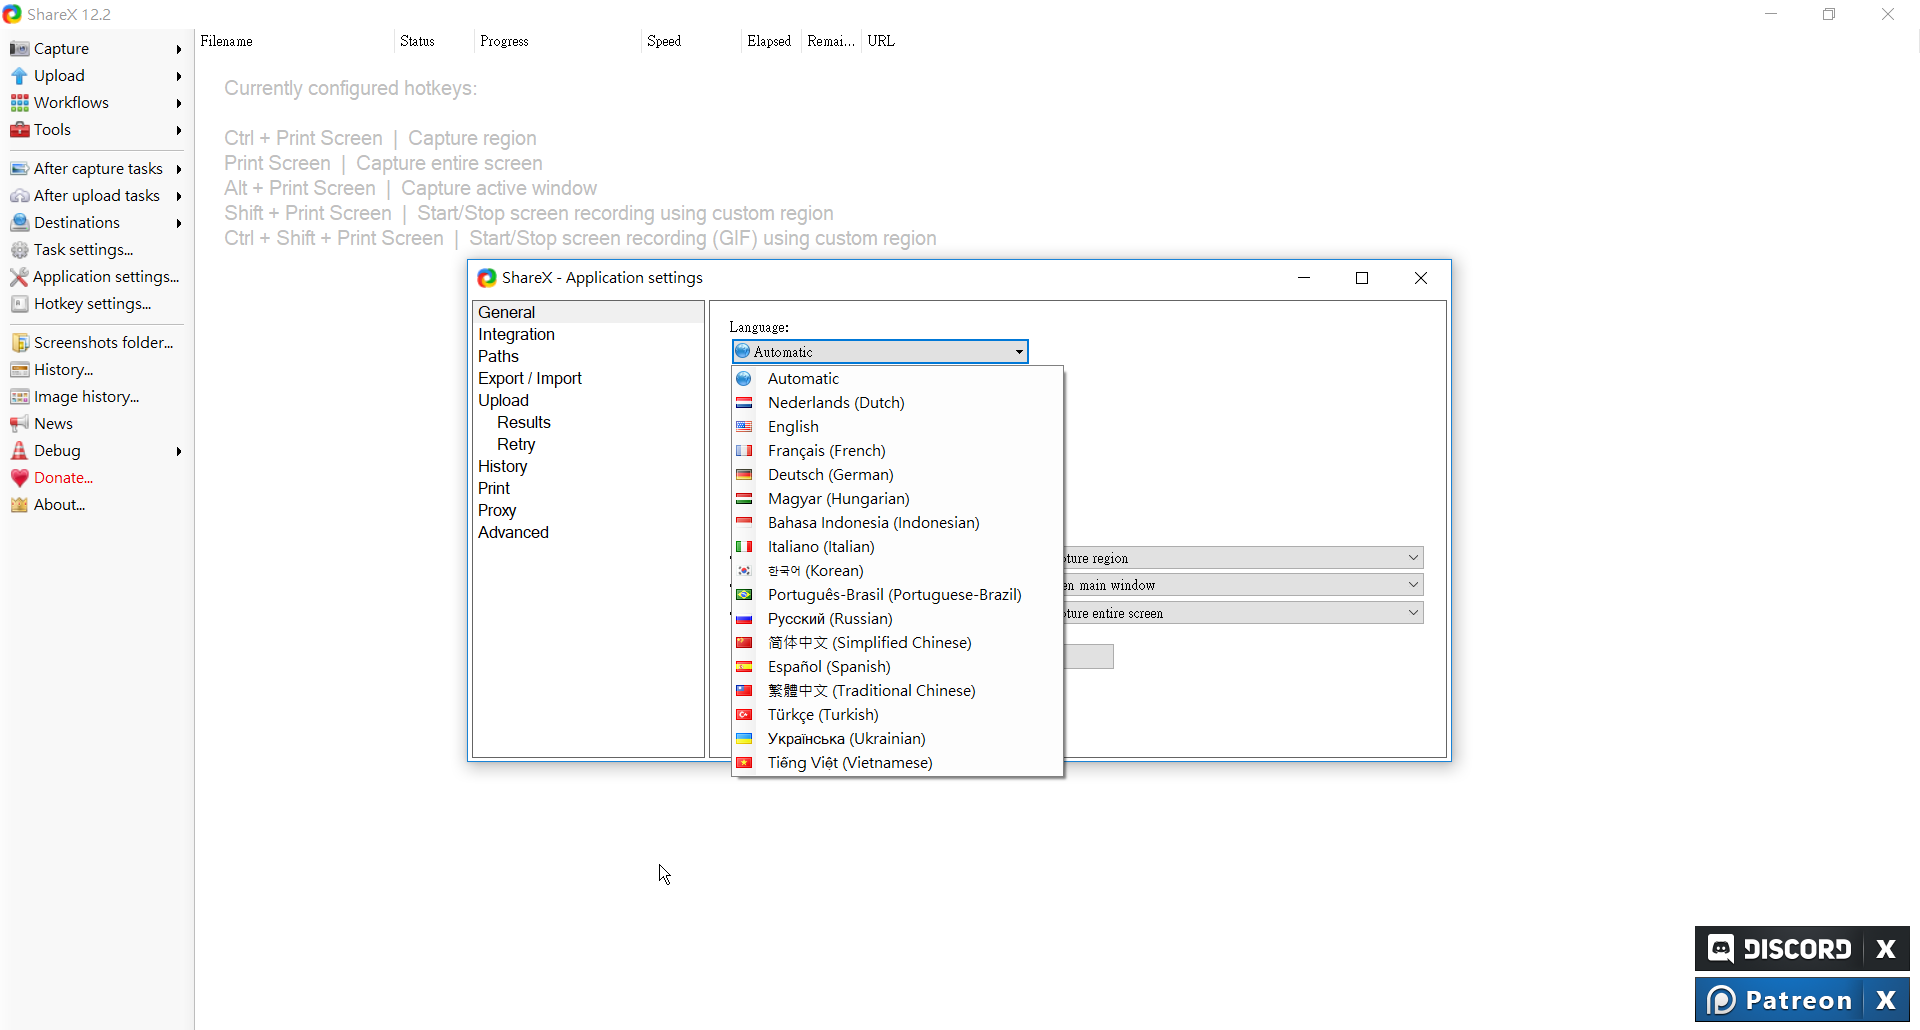 ShareX 12.2
Capture
Upload
Workflows
Tools
After capture tasks
After upload tasks
Destinations
Task settings...
Application settings...
Hotkey settings...
Screenshots folder...
History...
Image history...
News
Debug
Donate...
About...
Filename Status Progress Speed Elapsed Remai... URL
Currently configured hotkeys:
Ctrl + Print Screen | Capture region
Print Screen | Capture entire screen
Alt + Print Screen | Capture active window
Shift + Print Screen | Start/Stop screen recording using custom region
Ctrl + Shift + Print Screen | Start/Stop screen recording (GIF) using custom region
ShareX - Application settings
General
Integration
Paths
Export / Import
Upload
Results
Retry
History
Print
Proxy
Advanced
Language:
Automatic
Automatic
Nederlands (Dutch)
English
Français (French)
Deutsch (German)
Magyar (Hungarian)
Bahasa Indonesia (Indonesian)
Italiano (Italian)
한국어 (Korean)
Português-Brasil (Portuguese-Brazil)
Русский (Russian)
简体中文 (Simplified Chinese)
Español (Spanish)
繁體中文 (Traditional Chinese)
Türkçe (Turkish)
Українська (Ukrainian)
Tiếng Việt (Vietnamese)
ture region
en main window
ture entire screen
DISCORD X
Patreon X